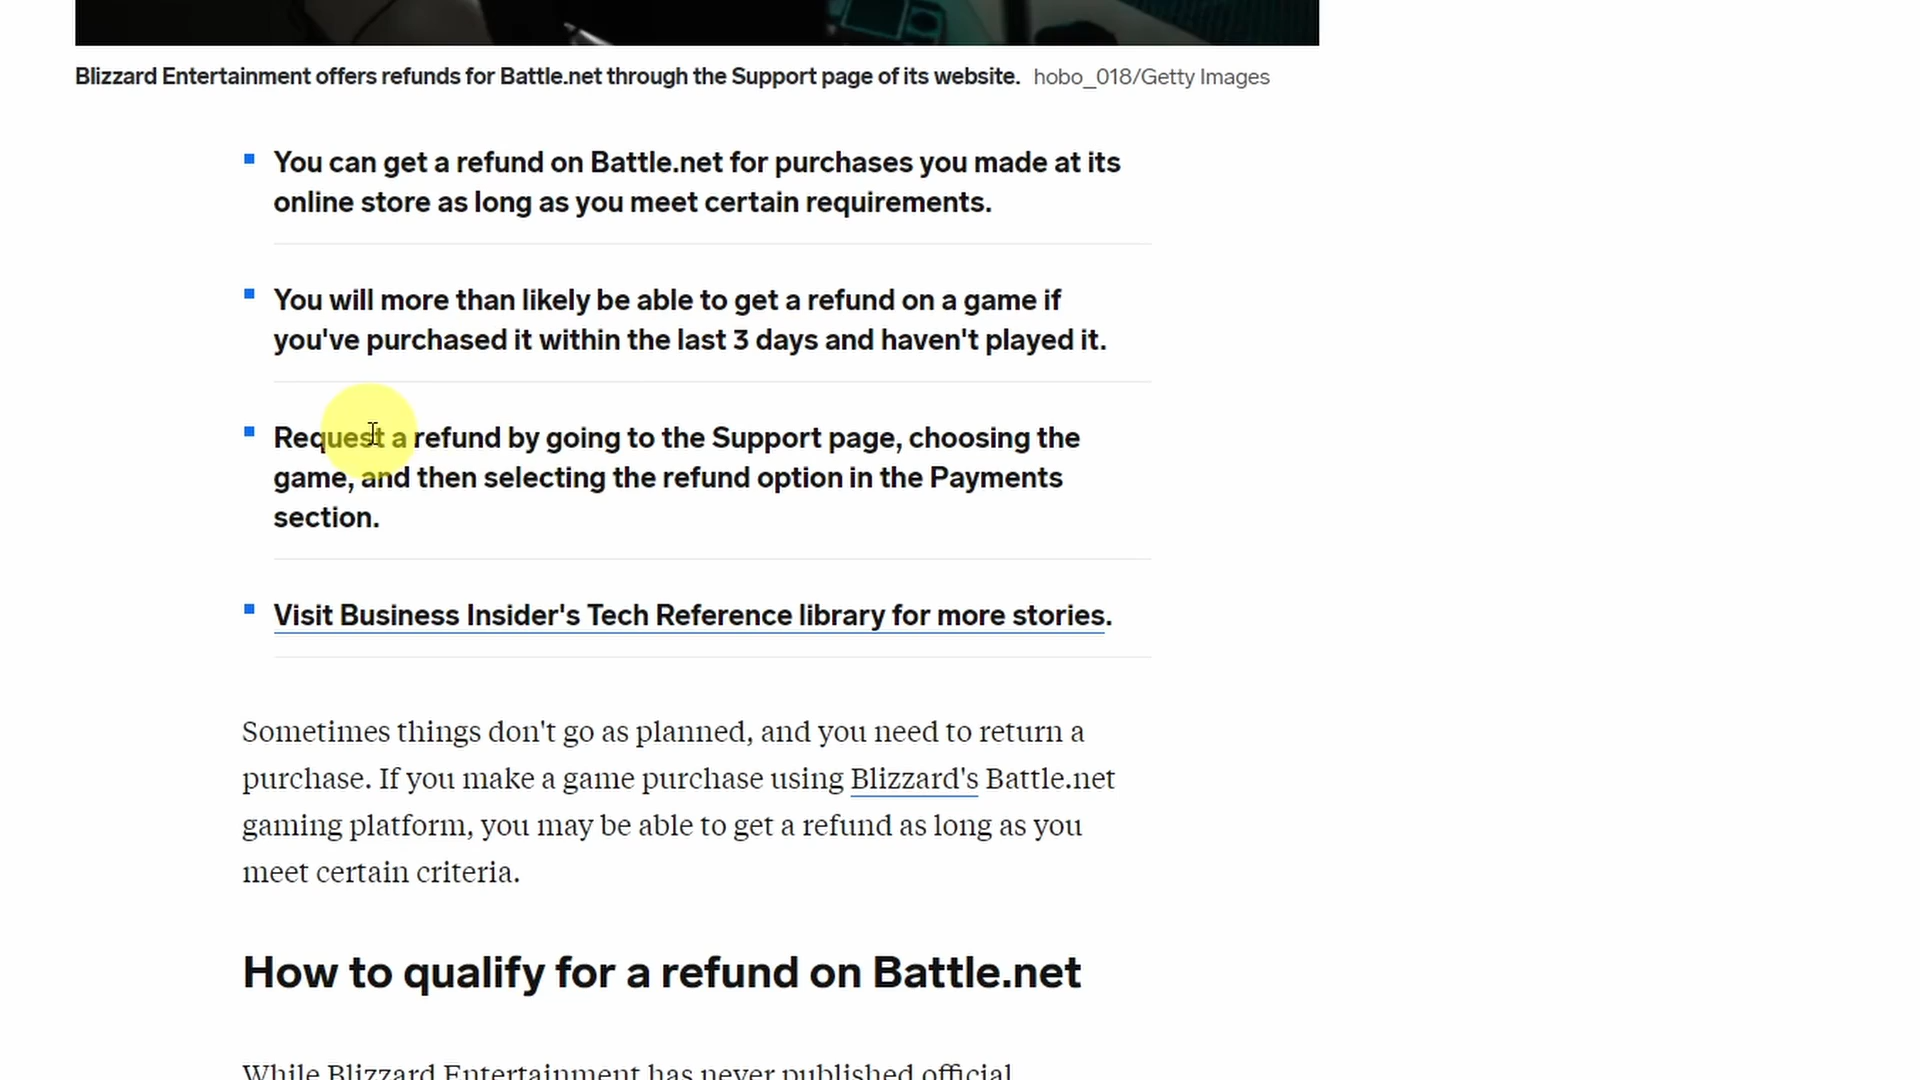 Blizzard Entertainment offers refunds for Battle.net through the Support page of its website. hobo_018/Getty Images
You can get a refund on Battle.net for purchases you made at its
online store as long as you meet certain requirements.
You will more than likely be able to get a refund on a game if
you've purchased it within the last 3 days and haven't played it.
Request a refund by going to the Support page, choosing the
game, and then selecting the refund option in the Payments
section.
Visit Business Insider's Tech Reference library for more stories.
Sometimes things don't go as planned, and you need to return a
purchase. If you make a game purchase using Blizzard's Battle.net
gaming platform, you may be able to get a refund as long as you
meet certain criteria.
How to qualify for a refund on Battle.net
While Blizzard Entertainment has never published official